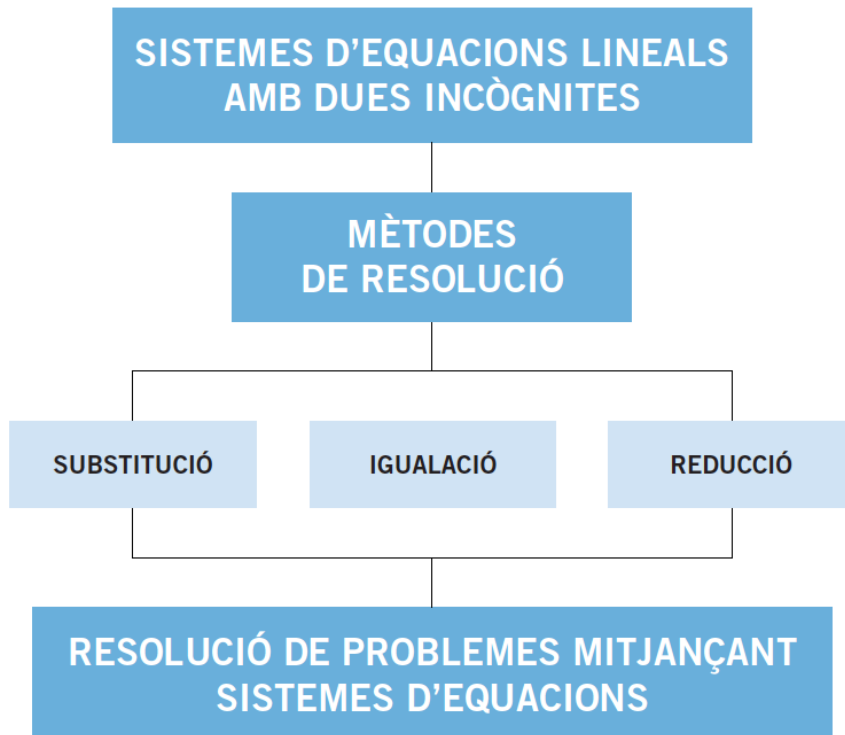 SISTEMES D'EQUACIONS LINEALS
AMB DUES INCÒGNITES
MÈTODES
DE RESOLUCIÓ
SUBSTITUCIÓ
IGUALACIÓ
REDUCCIÓ
RESOLUCIÓ DE PROBLEMES MITJANÇANT
SISTEMES D'EQUACIONS